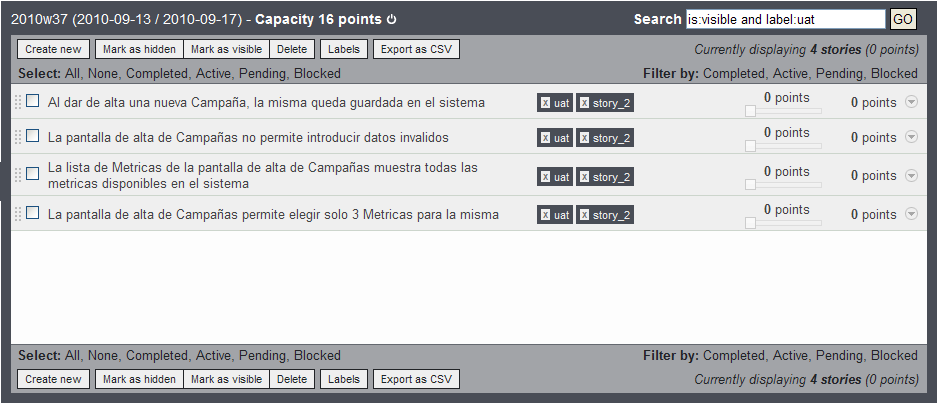 2010w37 (2010-09-13 / 2010-09-17) - Capacity 16 points Search is:visible and label:uat GO
Create new Mark as hidden Mark as visible Delete Labels Export as CSV Currently displaying 4 stories (0 points)
Select: All, None, Completed, Active, Pending, Blocked Filter by: Completed, Active, Pending, Blocked
Al dar de alta una nueva Campaña, la misma queda guardada en el sistema x uat x story_2 0 points 0 points
La pantalla de alta de Campañas no permite introducir datos invalidos x uat x story_2 0 points 0 points
La lista de Metricas de la pantalla de alta de Campañas muestra todas las
metricas disponibles en el sistema x uat x story_2 0 points 0 points
La pantalla de alta de Campañas permite elegir solo 3 Metricas para la misma x uat x story_2 0 points 0 points
Select: All, None, Completed, Active, Pending, Blocked Filter by: Completed, Active, Pending, Blocked
Create new Mark as hidden Mark as visible Delete Labels Export as CSV Currently displaying 4 stories (0 points)